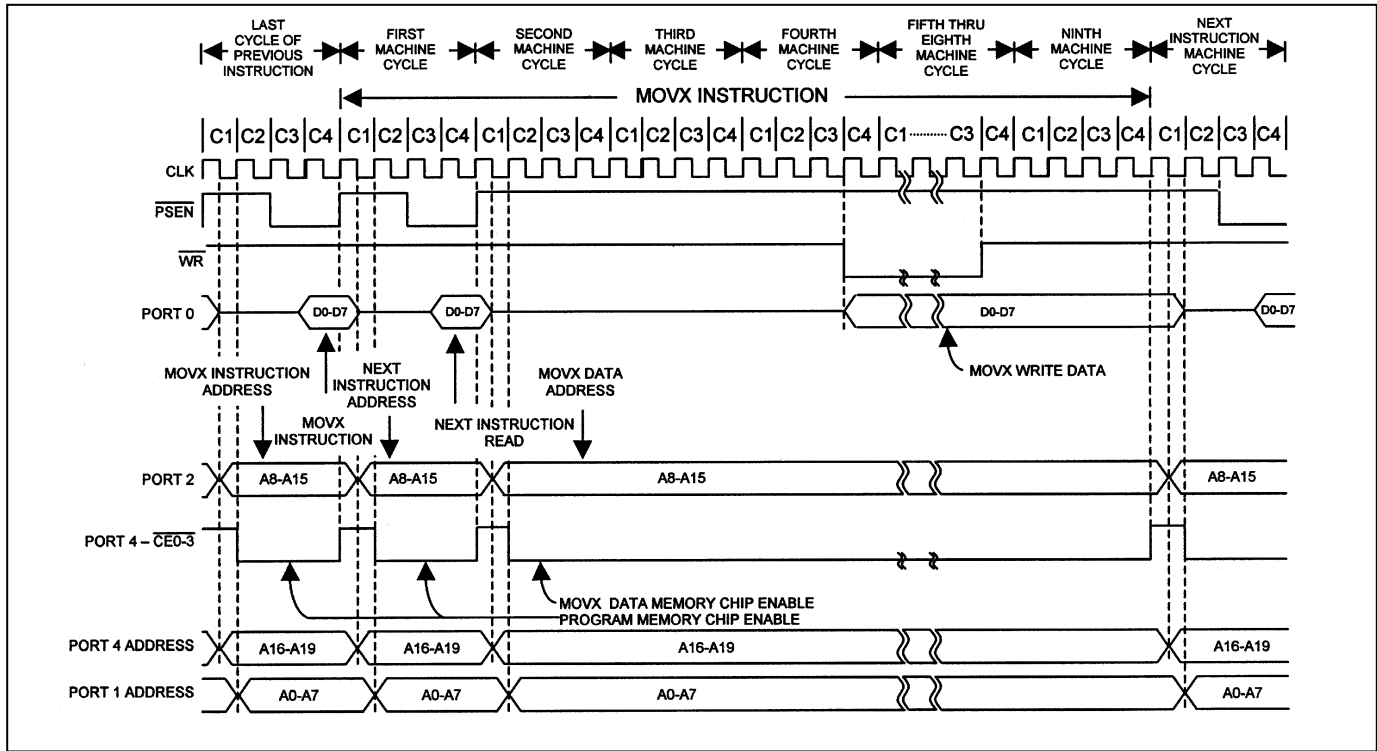 LAST
CYCLE OF
PREVIOUS
INSTRUCTION
FIRST
MACHINE
CYCLE
SECOND
MACHINE
CYCLE
THIRD
MACHINE
CYCLE
FOURTH
MACHINE
CYCLE
FIFTH THRU
EIGHTH
MACHINE
CYCLE
NINTH
MACHINE
CYCLE
NEXT
INSTRUCTION
MACHINE
CYCLE
MOVX INSTRUCTION
C1 C2 C3 C4 C1 C2 C3 C4 C1 C2 C3 C4 C1 C2 C3 C4 C1 C2 C3 C4 C1 .......... C3 C4 C1 C2 C3 C4 C1 C2 C3 C4
CLK
PSEN
WR
PORT 0
D0-D7
D0-D7
D0-D7
D0-D7
MOVX INSTRUCTION
ADDRESS
NEXT
INSTRUCTION
ADDRESS
MOVX DATA
ADDRESS
MOVX WRITE DATA
MOVX
INSTRUCTION
NEXT INSTRUCTION
READ
PORT 2
A8-A15
A8-A15
A8-A15
A8-A15
PORT 4 – CE0-3
MOVX DATA MEMORY CHIP ENABLE
PROGRAM MEMORY CHIP ENABLE
PORT 4 ADDRESS
A16-A19
A16-A19
A16-A19
A16-A19
PORT 1 ADDRESS
A0-A7
A0-A7
A0-A7
A0-A7